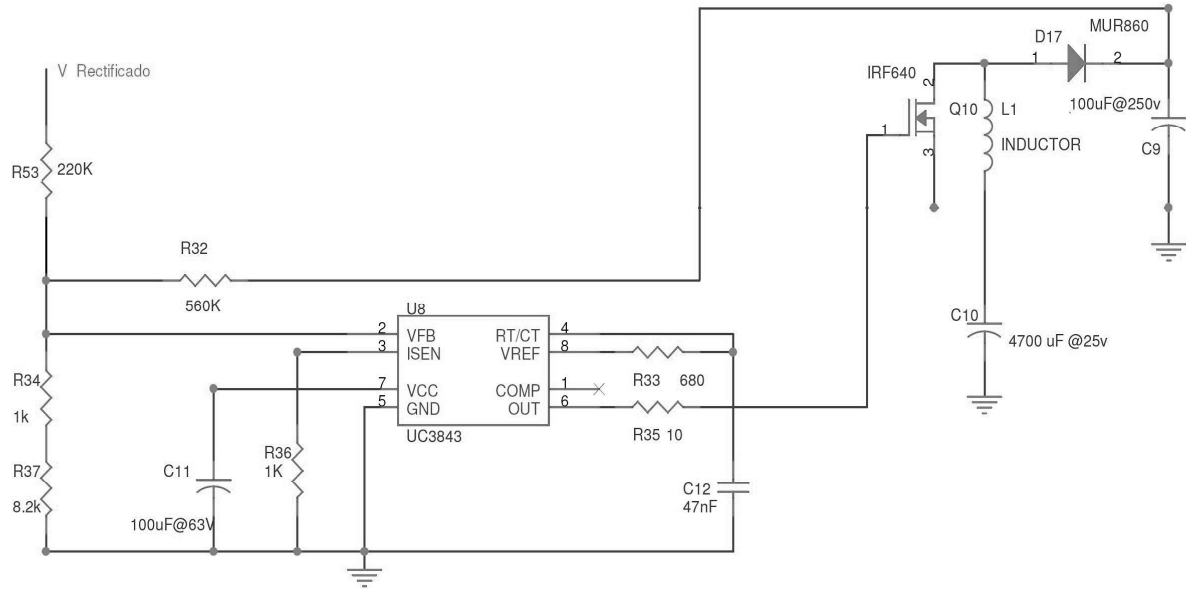 MUR860
D17
1
2
V Rectificado
IRF640
2
Q10
L1
100uF@250v
1
3
INDUCTOR
C9
R53
220K
R32
560K
U8
C10
4700 uF @25v
2
VFB
RT/CT
4
3
ISEN
VREF
8
R34
1k
7
VCC
COMP
1
R33
680
5
GND
OUT
6
UC3843
R35 10
R36
1K
R37
8.2k
C11
C12
47nF
100uF@63V